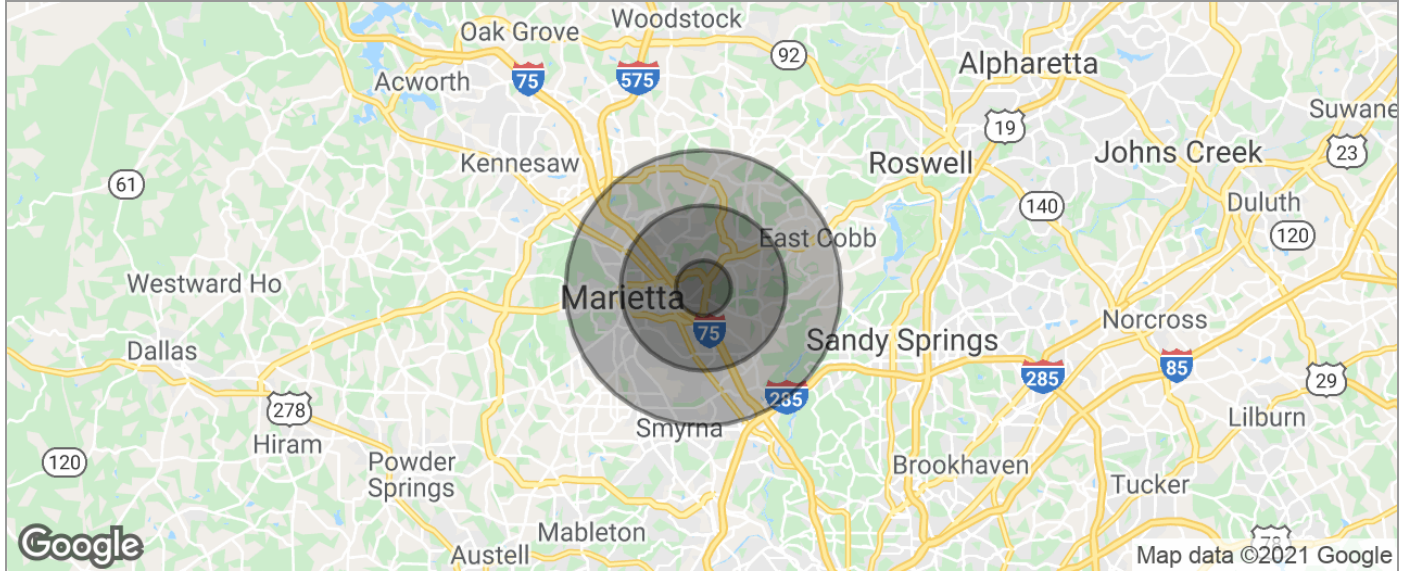 Woodstock
Oak Grove
92
Alpharetta
75
575
Acworth
Suwane
19
Kennesaw
Roswell
Johns Creek
23
61
140
Duluth
East Cobb
120
Westward Ho
Marietta
Norcross
75
Sandy Springs
Dallas
285
85
285
29
278
Hiram
Smyrna
Lilburn
120
Powder
Springs
Brookhaven
Tucker
Mableton
Google
Austell
78
Map data ©2021 Google